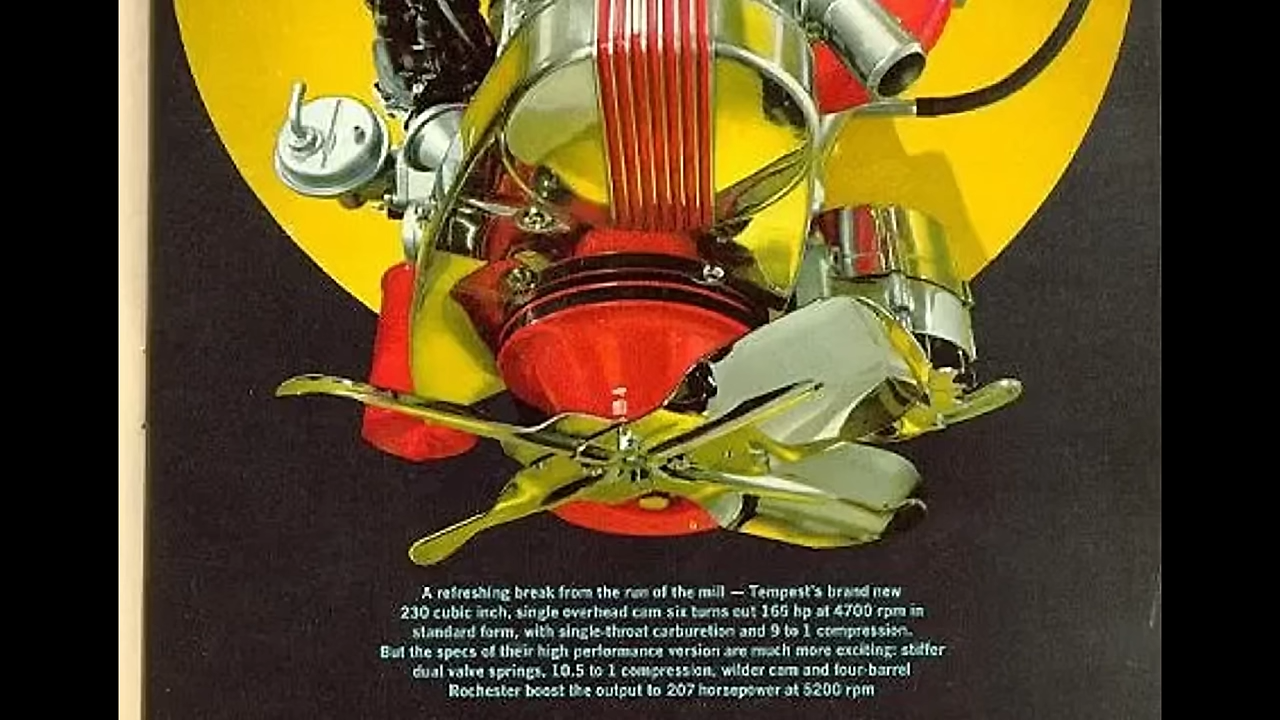 A refreshing break from the run of the mill — Tempest's brand new
230 cubic inch, single overhead cam six turns out 165 hp at 4700 rpm in
standard form, with single-throat carburetion and 9 to 1 compression.
But the specs of their high performance version are much more exciting: stiffer
dual valve springs, 10.5 to 1 compression, wilder cam and four-barrel
Rochester boost the output to 207 horsepower at 5200 rpm